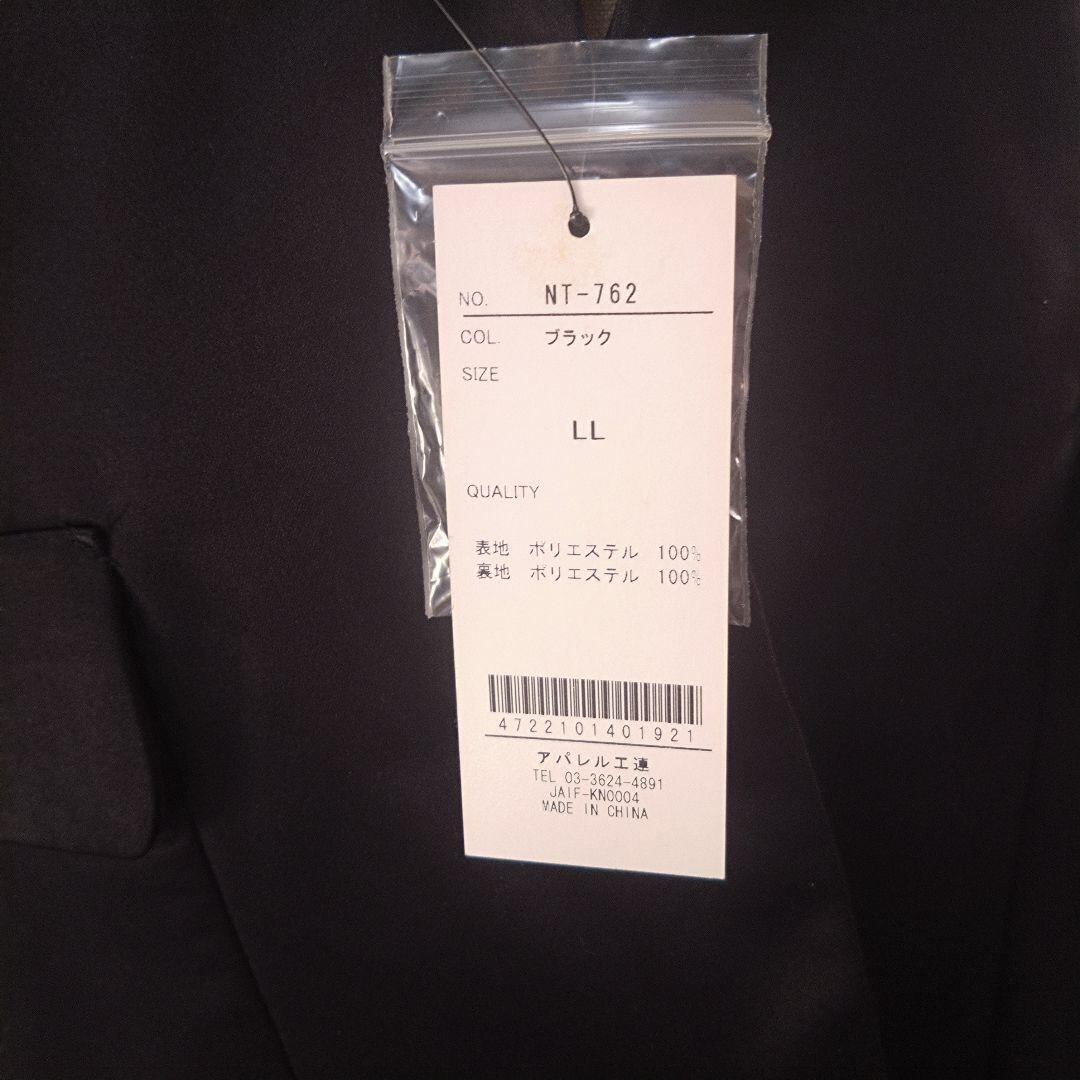 NO. NT-762
COL. ブラック
SIZE
LL
QUALITY
表地 ポリエステル 100%
裏地 ポリエステル 100%
4722101401921
アパレル工連
TEL 03-3624-4891
JAIF-KN0004
MADE IN CHINA